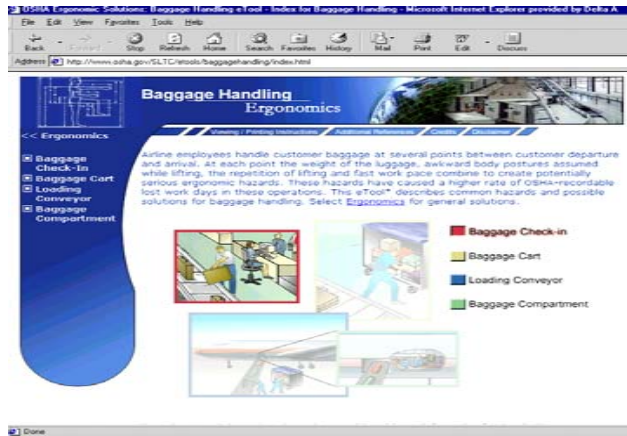 OSHA Ergonomic Solutions: Baggage Handling eTool - Index for Baggage Handling - Microsoft Internet Explorer provided by Delta A
File Edit View Favorites Tools Help
Back Forward Stop Refresh Home Search Favorites History Mail Print Edit Discuss
Address http://www.osha.gov/SLTC/etools/baggagehandling/index.html
Baggage Handling
Ergonomics
<< Ergonomics
Viewing / Printing Instructions Additional References Credits Disclaimer
Baggage
Check-In
Baggage Cart
Loading
Conveyor
Baggage
Compartment
Airline employees handle customer baggage at several points between customer departure
and arrival. At each point the weight of the luggage, awkward body postures assumed
while lifting, the repetition of lifting and fast work pace combine to create potentially
serious ergonomic hazards. These hazards have caused a higher rate of OSHA-recordable
lost work days in these operations. This eTool" describes common hazards and possible
solutions for baggage handling. Select Ergonomics for general solutions.
Baggage Check-in
Baggage Cart
Loading Conveyor
Baggage Compartment
Done